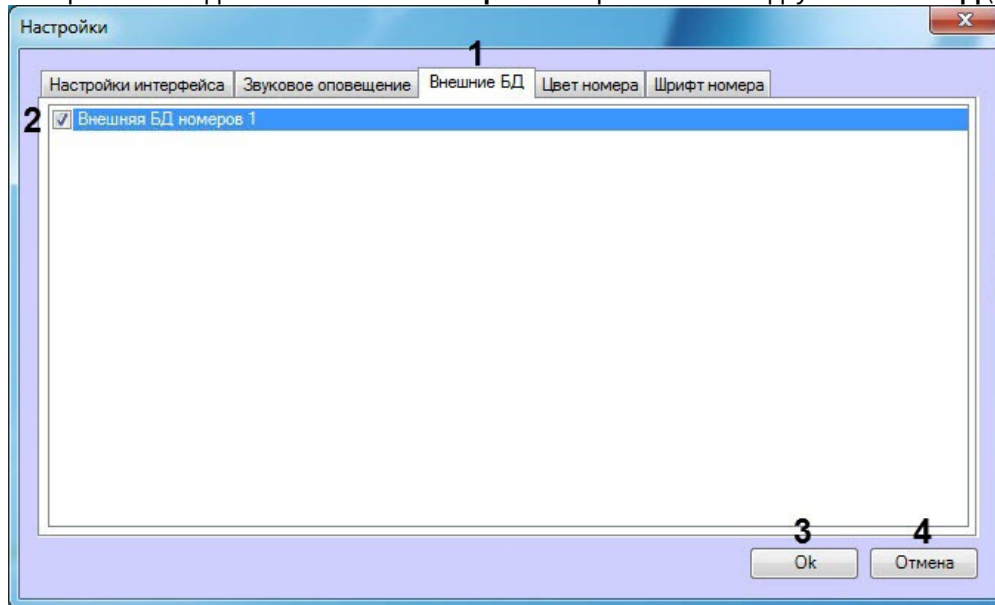 Настройки
1
Настройки интерфейса Звуковое оповещение Внешние БД Цвет номера Шрифт номера
2 Внешняя БД номеров 1
3 4
Ok Отмена